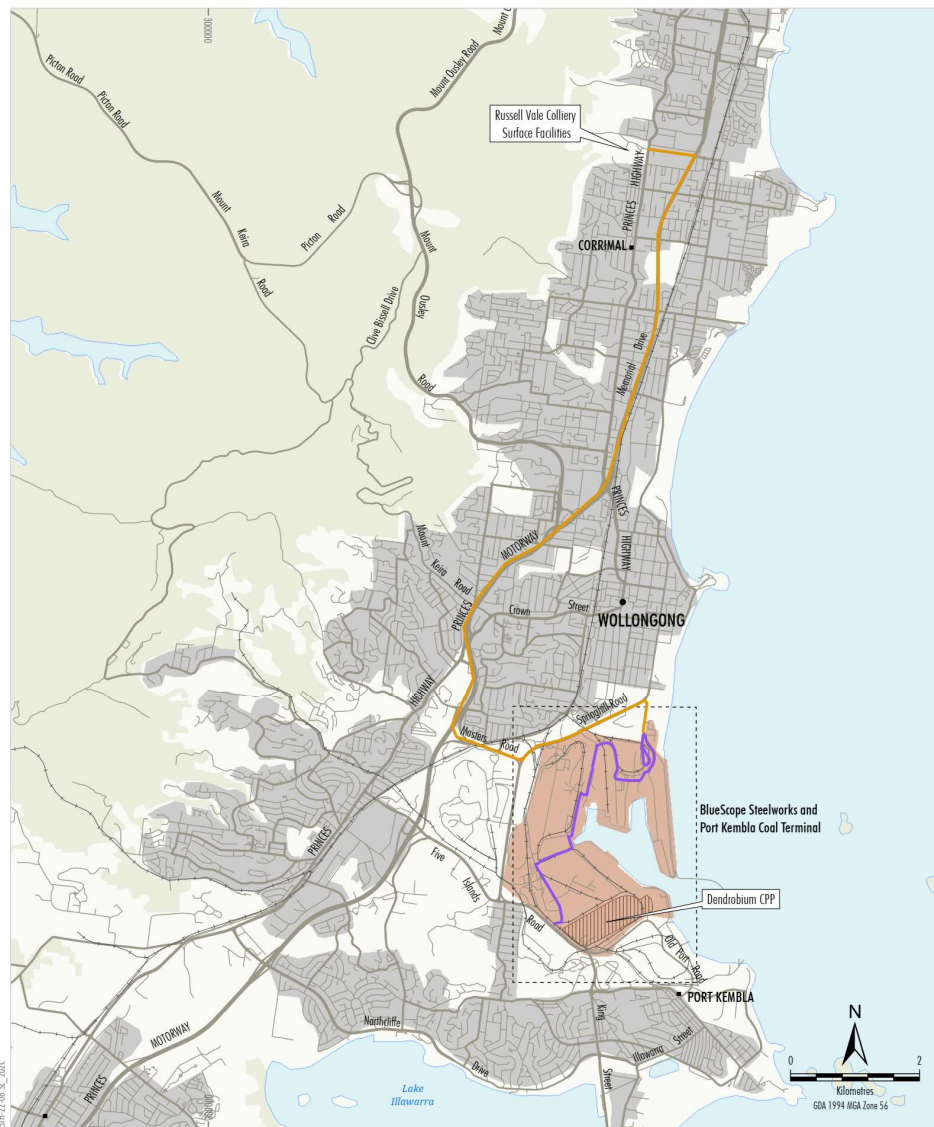 300000
Picton Road
Picton Road
Mount Keira Road
Picton Road
Mount Ousley Road
Mount Ousley Road
Clive Bissell Drive
Russell Vale Colliery
Surface Facilities
PRINCES HIGHWAY
CORRIMAL
Memorial Drive
PRINCES HIGHWAY
PRINCES MOTORWAY
Mount Keira Road
Crown Street
WOLLONGONG
PRINCES HIGHWAY
Masters Road
Springhill Road
BlueScope Steelworks and
Port Kembla Coal Terminal
Five Islands Road
Dendrobium CPP
Old Port Road
PORT KEMBLA
King Street
Illawarra Street
Northcliffe Drive
PRINCES MOTORWAY
Lake
Illawarra
N
0 2
Kilometres
GDA 1994 MGA Zone 56